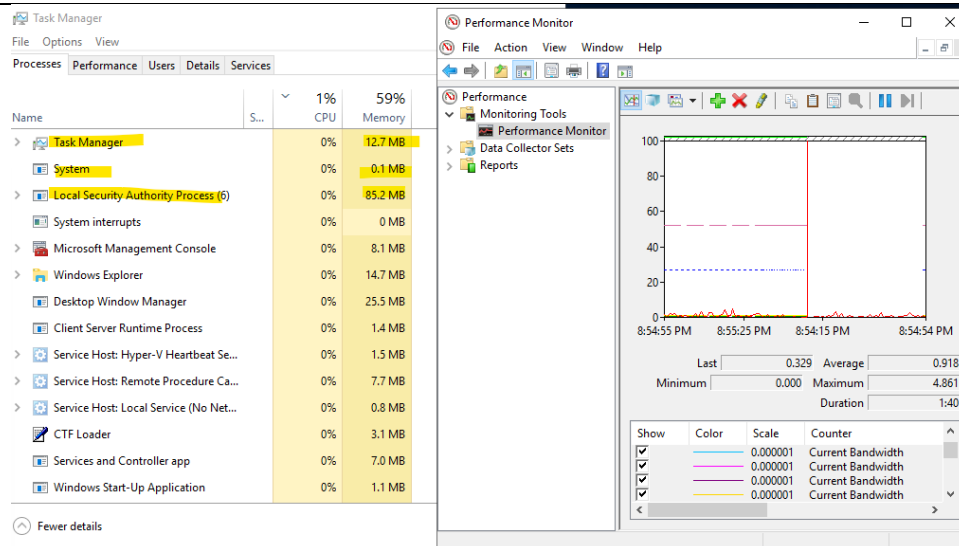 Task Manager
File Options View
Processes Performance Users Details Services
1% 59%
Name S... CPU Memory
Task Manager 0% 12.7 MB
System 0% 0.1 MB
Local Security Authority Process (6) 0% 85.2 MB
System interrupts 0% 0 MB
Microsoft Management Console 0% 8.1 MB
Windows Explorer 0% 14.7 MB
Desktop Window Manager 0% 25.5 MB
Client Server Runtime Process 0% 1.4 MB
Service Host: Hyper-V Heartbeat Se... 0% 1.5 MB
Service Host: Remote Procedure Ca... 0% 7.7 MB
Service Host: Local Service (No Net... 0% 0.8 MB
CTF Loader 0% 3.1 MB
Services and Controller app 0% 7.0 MB
Windows Start-Up Application 0% 1.1 MB
Fewer details
Performance Monitor
File Action View Window Help
Performance
Monitoring Tools
Performance Monitor
Data Collector Sets
Reports
100
80
60
40
20
0
8:54:55 PM 8:55:25 PM 8:54:15 PM 8:54:54 PM
Last 0.329 Average 0.918
Minimum 0.000 Maximum 4.861
Duration 1:40
Show Color Scale Counter
0.000001 Current Bandwidth
0.000001 Current Bandwidth
0.000001 Current Bandwidth
0.000001 Current Bandwidth